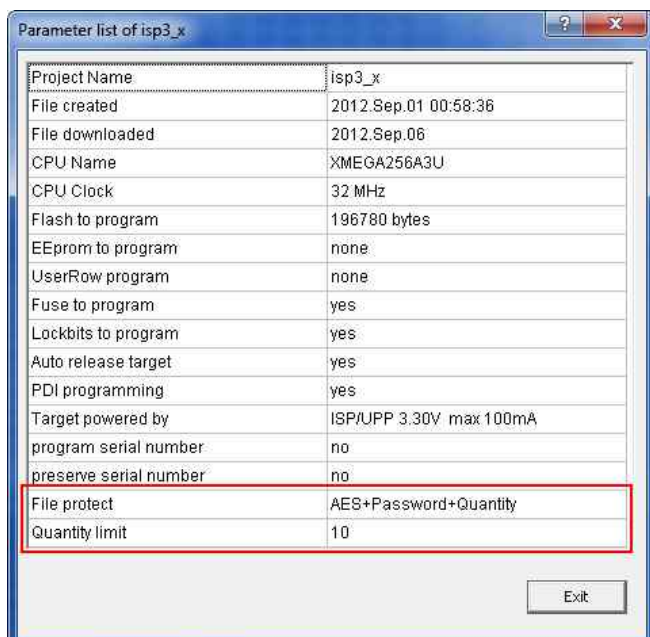 Parameter list of isp3_x
?
Project Name isp3_x
File created 2012.Sep.01 00:58:36
File downloaded 2012.Sep.06
CPU Name XMEGA256A3U
CPU Clock 32 MHz
Flash to program 196780 bytes
EEprom to program none
UserRow program none
Fuse to program yes
Lockbits to program yes
Auto release target yes
PDI programming yes
Target powered by ISP/UPP 3.30V max 100mA
program serial number no
preserve serial number no
File protect AES+Password+Quantity
Quantity limit 10
Exit